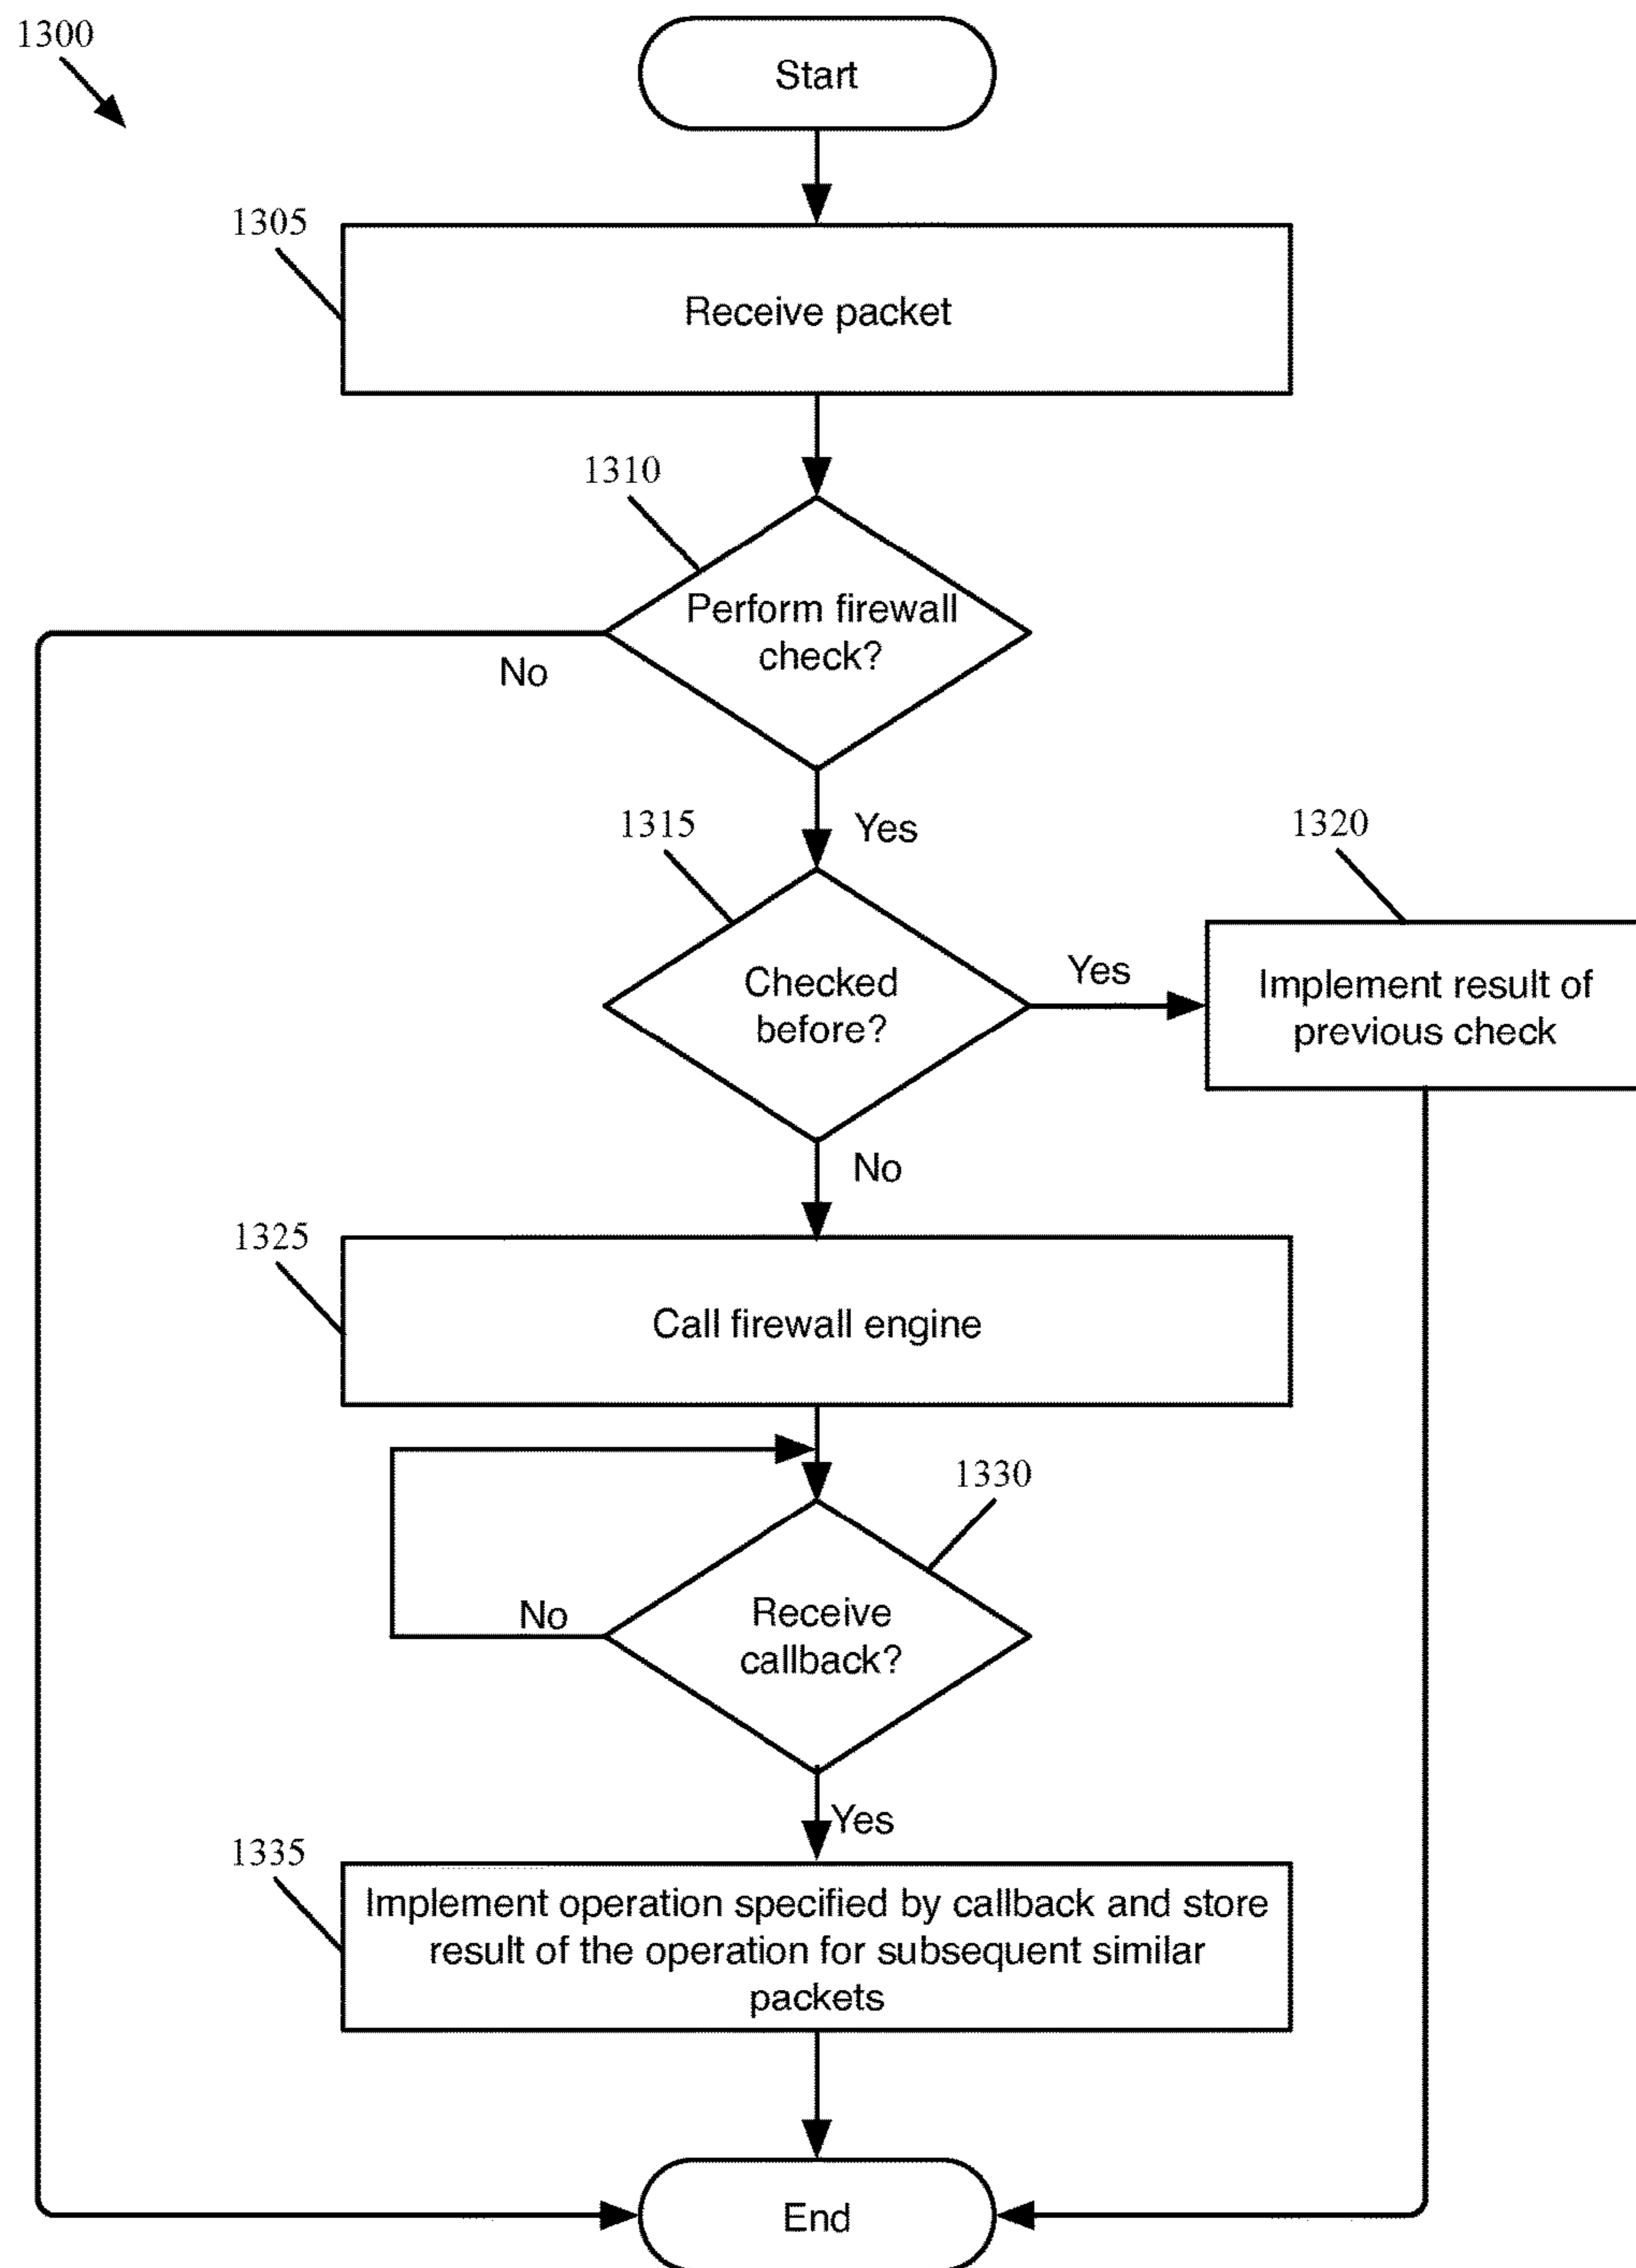 1300
Start
1305
Receive packet
1310
Perform firewall
check?
No
Yes
1315
1320
Checked
before?
Yes
Implement result of
previous check
No
1325
Call firewall engine
1330
Receive
callback?
No
Yes
1335
Implement operation specified by callback and store
result of the operation for subsequent similar
packets
End